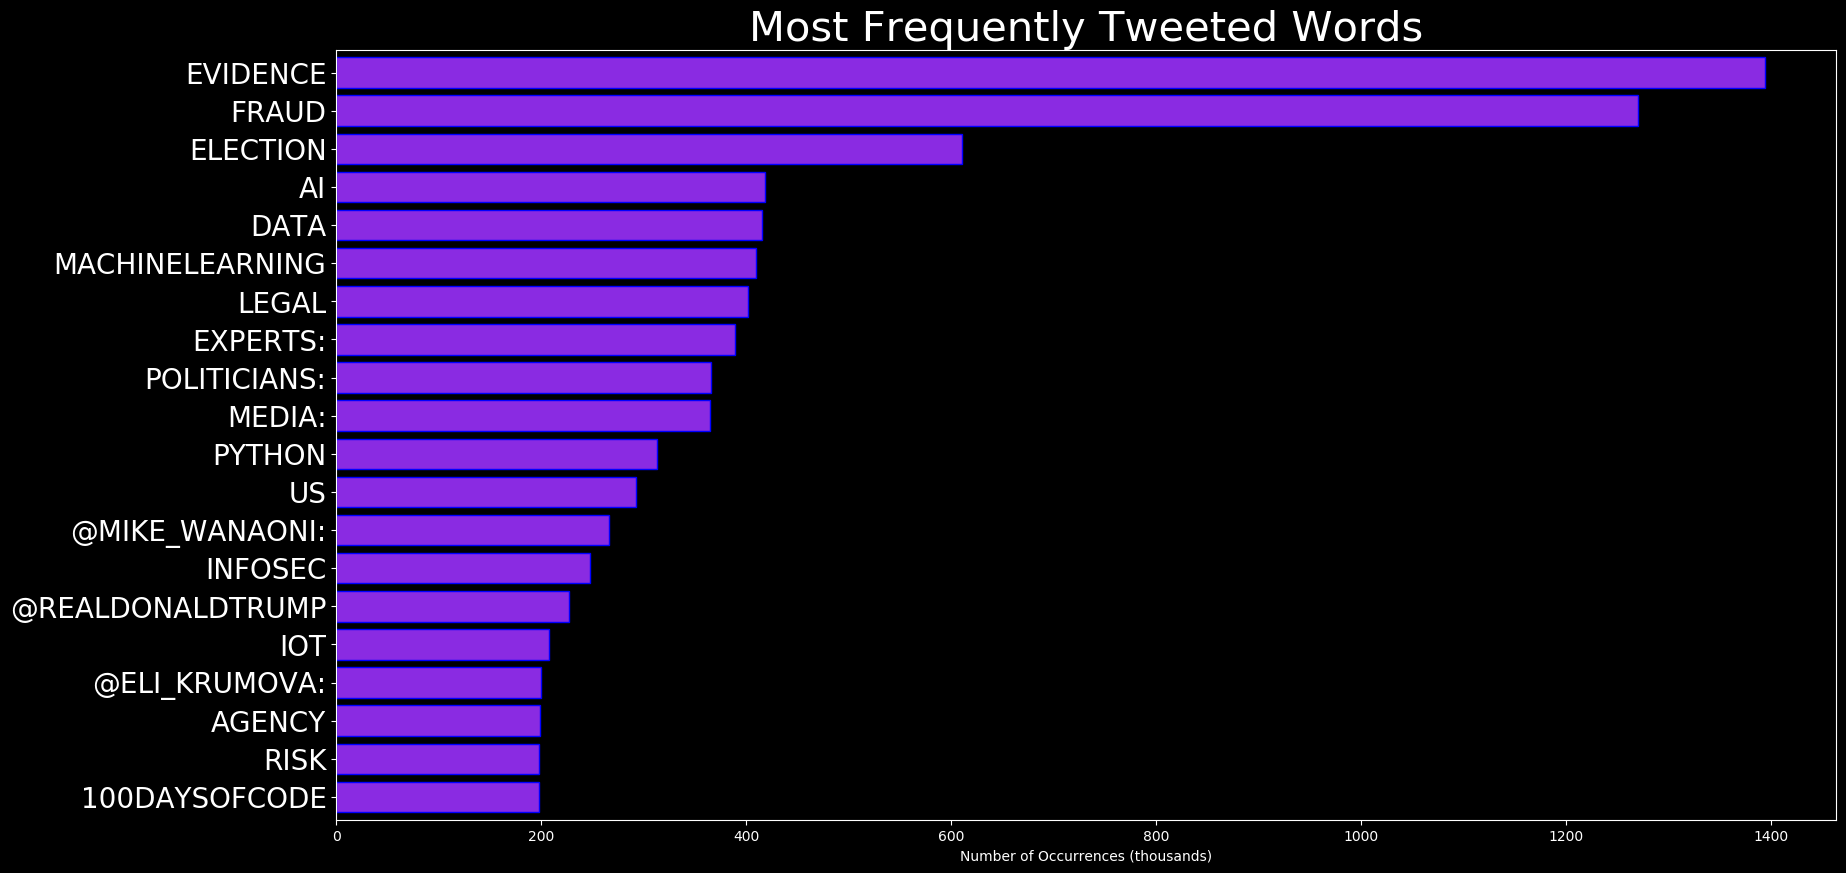 Most Frequently Tweeted Words
EVIDENCE
FRAUD
ELECTION
AI
DATA
MACHINELEARNING
LEGAL
EXPERTS:
POLITICIANS:
MEDIA:
PYTHON
US
@MIKE_WANAONI:
INFOSEC
@REALDONALDTRUMP
IOT
@ELI_KRUMOVA:
AGENCY
RISK
100DAYSOFCODE
0 200 400 600 800 1000 1200 1400
Number of Occurrences (thousands)